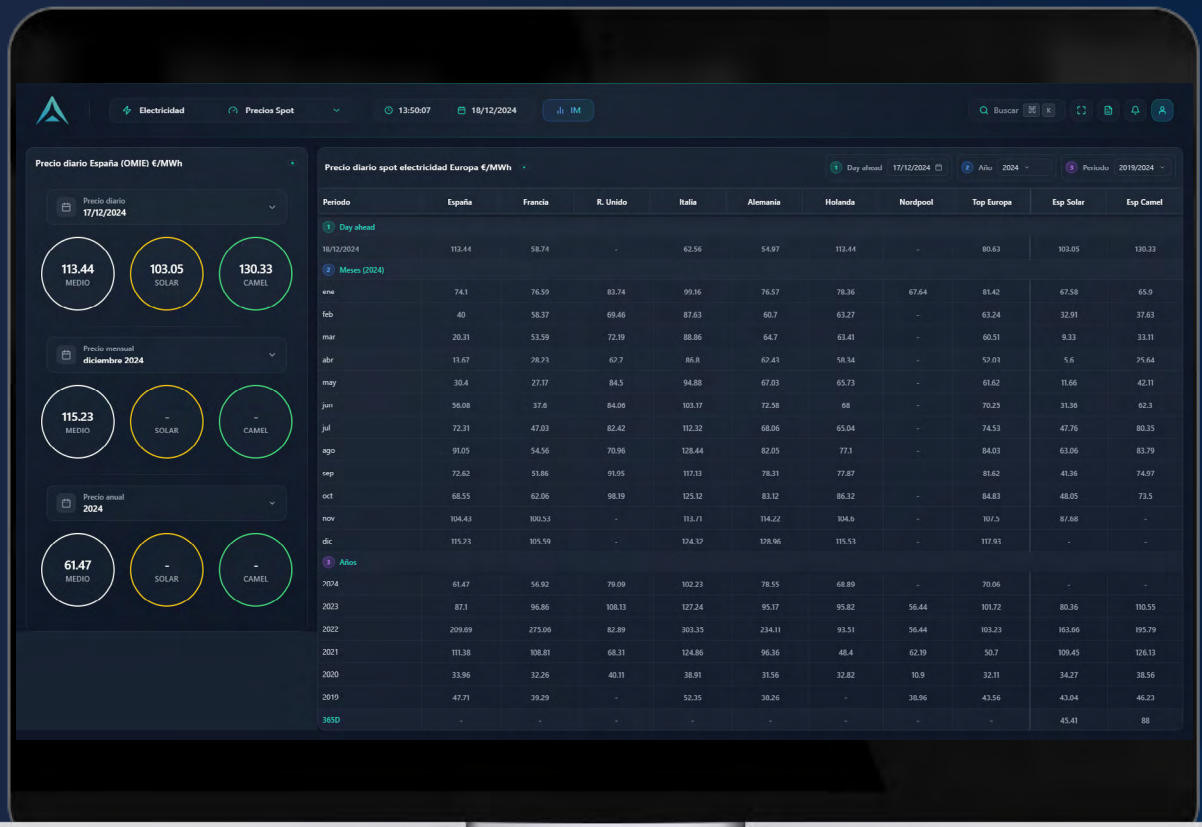 Electricidad Precios Spot 13:50:07 18/12/2024 IM Buscar ⌘ K
Precio diario España (OMIE) €/MWh
Precio diario
17/12/2024
113.44 103.05 130.33
MEDIO SOLAR CAMEL
Precio mensual
diciembre 2024
115.23 - -
MEDIO SOLAR CAMEL
Precio anual
2024
61.47 - -
MEDIO SOLAR CAMEL
Precio diario spot electricidad Europa €/MWh 1 Day ahead 17/12/2024 2 Año 2024 3 Periodo 2019/2024
Periodo España Francia R. Unido Italia Alemania Holanda Nordpool Top Europa Esp Solar Esp Camel
1 Day ahead
18/12/2024 113.44 58.74 - 62.56 54.97 113.44 - 80.63 103.05 130.33
2 Meses (2024)
ene 74.1 76.59 83.74 99.16 76.57 78.36 67.64 81.42 67.58 65.9
feb 40 58.37 69.46 87.63 60.7 63.27 - 63.24 32.91 37.63
mar 20.31 53.59 72.19 88.86 64.7 63.41 - 60.51 9.33 33.11
abr 13.67 28.23 62.7 86.8 62.43 58.34 - 52.03 5.6 25.64
may 30.4 27.17 84.5 94.88 67.03 65.73 - 61.62 11.66 42.11
jun 56.08 37.6 84.06 103.17 72.58 68 - 70.25 31.36 62.3
jul 72.31 47.03 82.42 112.32 68.06 65.04 - 74.53 47.76 80.35
ago 91.05 54.56 70.96 128.44 82.05 77.1 - 84.03 63.06 83.79
sep 72.62 51.86 91.95 117.13 78.31 77.87 81.62 41.36 74.97
oct 68.55 62.06 98.19 125.12 83.12 86.32 - 84.83 48.05 73.5
nov 104.43 100.53 - 113.71 114.22 104.6 - 107.5 87.68 -
dic 115.23 105.59 - 124.32 128.96 115.53 - 117.93 - -
3 Años
2024 61.47 56.92 79.09 102.23 78.55 68.89 - 70.06 - -
2023 87.1 96.86 108.13 127.24 95.17 95.82 56.44 101.72 80.36 110.55
2022 209.69 275.06 82.89 303.35 234.11 93.51 56.44 103.23 163.66 195.79
2021 111.38 108.81 68.31 124.86 96.36 48.4 62.19 50.7 109.45 126.13
2020 33.96 32.26 40.11 38.91 31.56 32.82 10.9 32.11 34.27 38.56
2019 47.71 39.29 - 52.35 30.26 - 38.96 43.56 43.04 46.23
365D - - - - - - - - 45.41 88